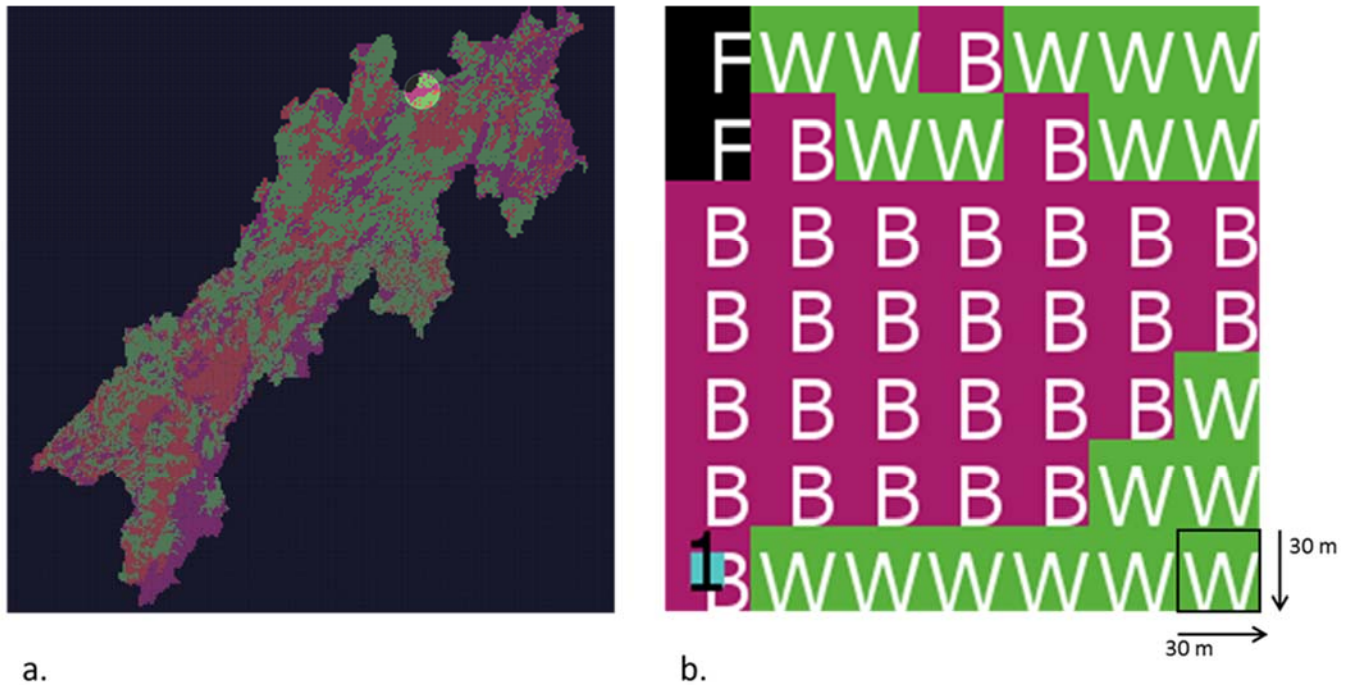 F W W B W W W
F B W W B W W
B B B B B B B
B B B B B B B
B B B B B B W
B B B B B W W
1 B W W W W W W
30 m
30 m
a.
b.